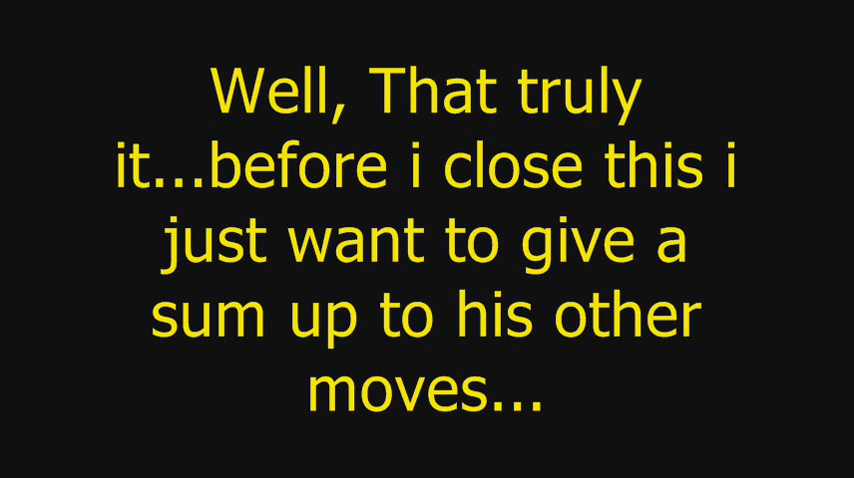 Well, That truly
it...before i close this i
just want to give a
sum up to his other
moves...